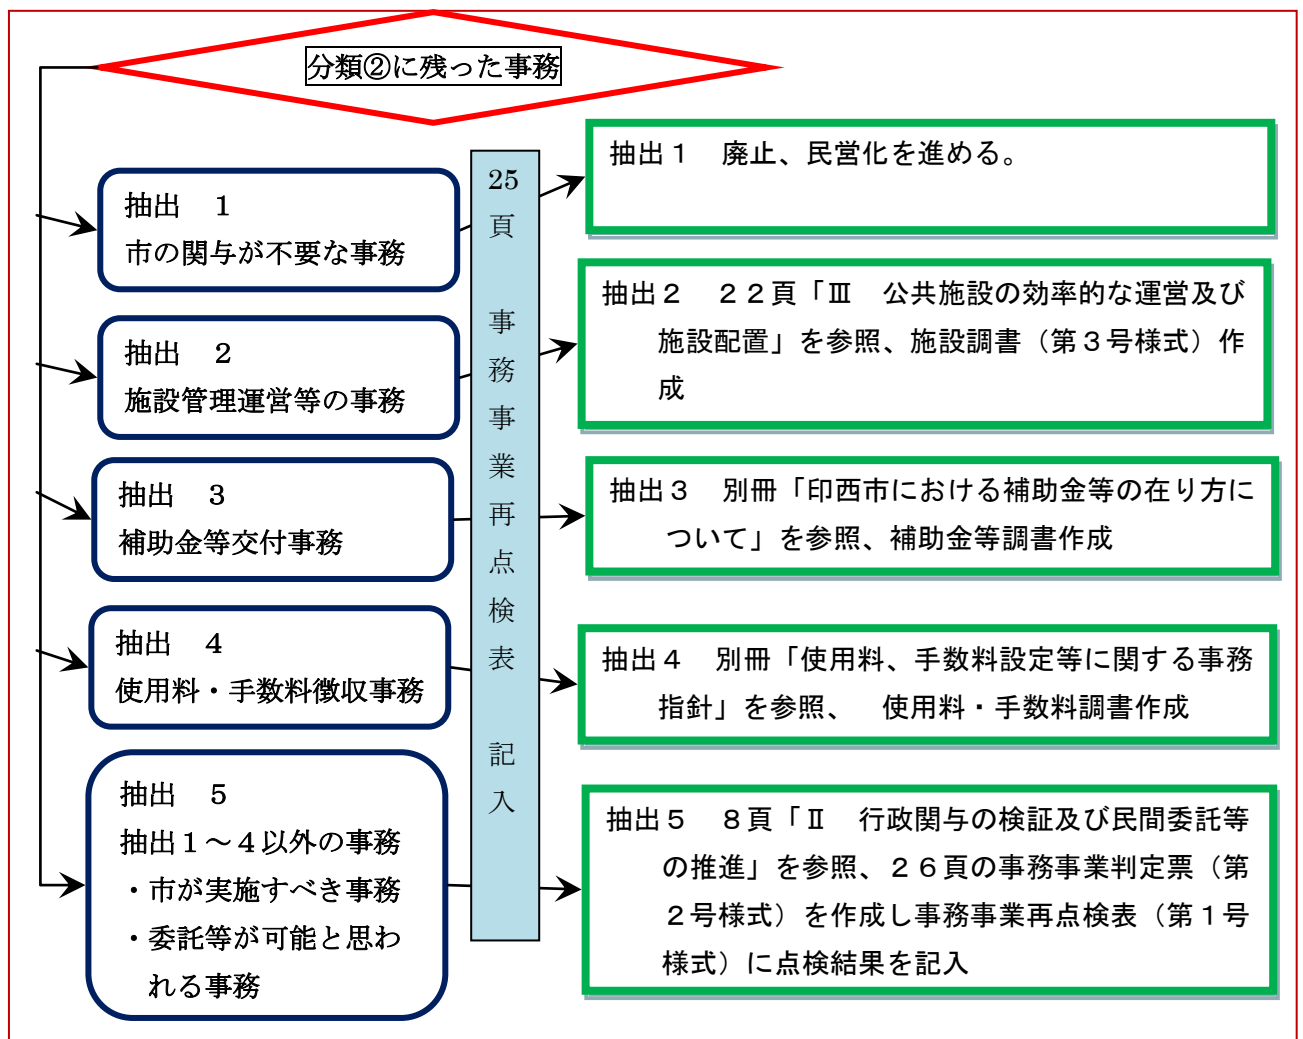 分類②に残った事務
抽出　１
市の関与が不要な事務
抽出　２
施設管理運営等の事務
抽出　３
補助金等交付事務
抽出　４
使用料・手数料徴収事務
抽出　５
抽出１～４以外の事務
・市が実施すべき事務
・委託等が可能と思わ
れる事務
25頁　事務事業再点検表　記入
抽出１　廃止、民営化を進める。
抽出２　２２頁「Ⅲ　公共施設の効率的な運営及び
施設配置」を参照、施設調書（第３号様式）作
成
抽出３　別冊「印西市における補助金等の在り方に
ついて」を参照、補助金等調書作成
抽出４　別冊「使用料、手数料設定等に関する事務
指針」を参照、　使用料・手数料調書作成
抽出５　８頁「Ⅱ　行政関与の検証及び民間委託等
の推進」を参照、２６頁の事務事業判定票（第
２号様式）を作成し事務事業再点検表（第１号
様式）に点検結果を記入